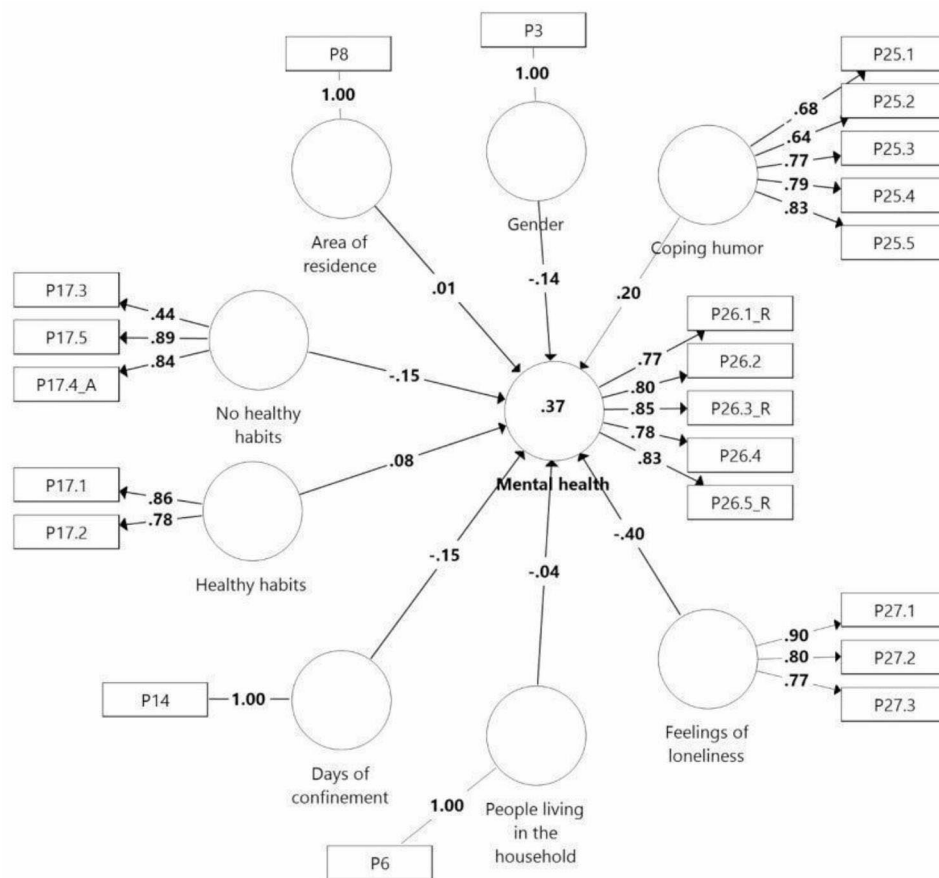 P8
1.00
Area of
residence
.01
P3
1.00
Gender
-.14
Coping humor
.20
P25.1
P25.2
P25.3
P25.4
P25.5
.68
.64
.77
.79
.83
P17.3
P17.5
P17.4_A
.44
.89
.84
No healthy
habits
-.15
.37
Mental health
.77
.80
.85
.78
.83
P26.1_R
P26.2
P26.3_R
P26.4
P26.5_R
P17.1
P17.2
.86
.78
Healthy habits
.08
P14
1.00
Days of
confinement
-.15
P6
1.00
People living
in the
household
-.04
Feelings of
loneliness
-.40
.90
.80
.77
P27.1
P27.2
P27.3